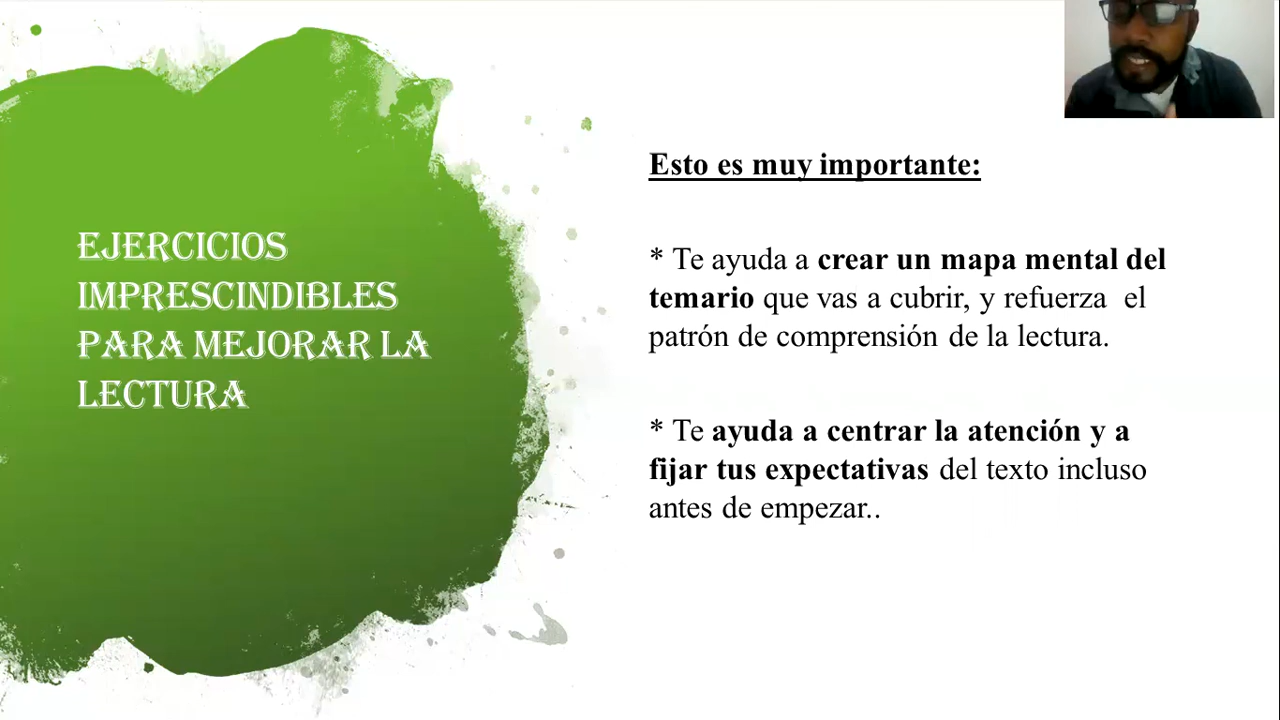 EJERCICIOS
IMPRESCINDIBLES
PARA MEJORAR LA
LECTURA
Esto es muy importante:
* Te ayuda a crear un mapa mental del
temario que vas a cubrir, y refuerza el
patrón de comprensión de la lectura.
* Te ayuda a centrar la atención y a
fijar tus expectativas del texto incluso
antes de empezar..